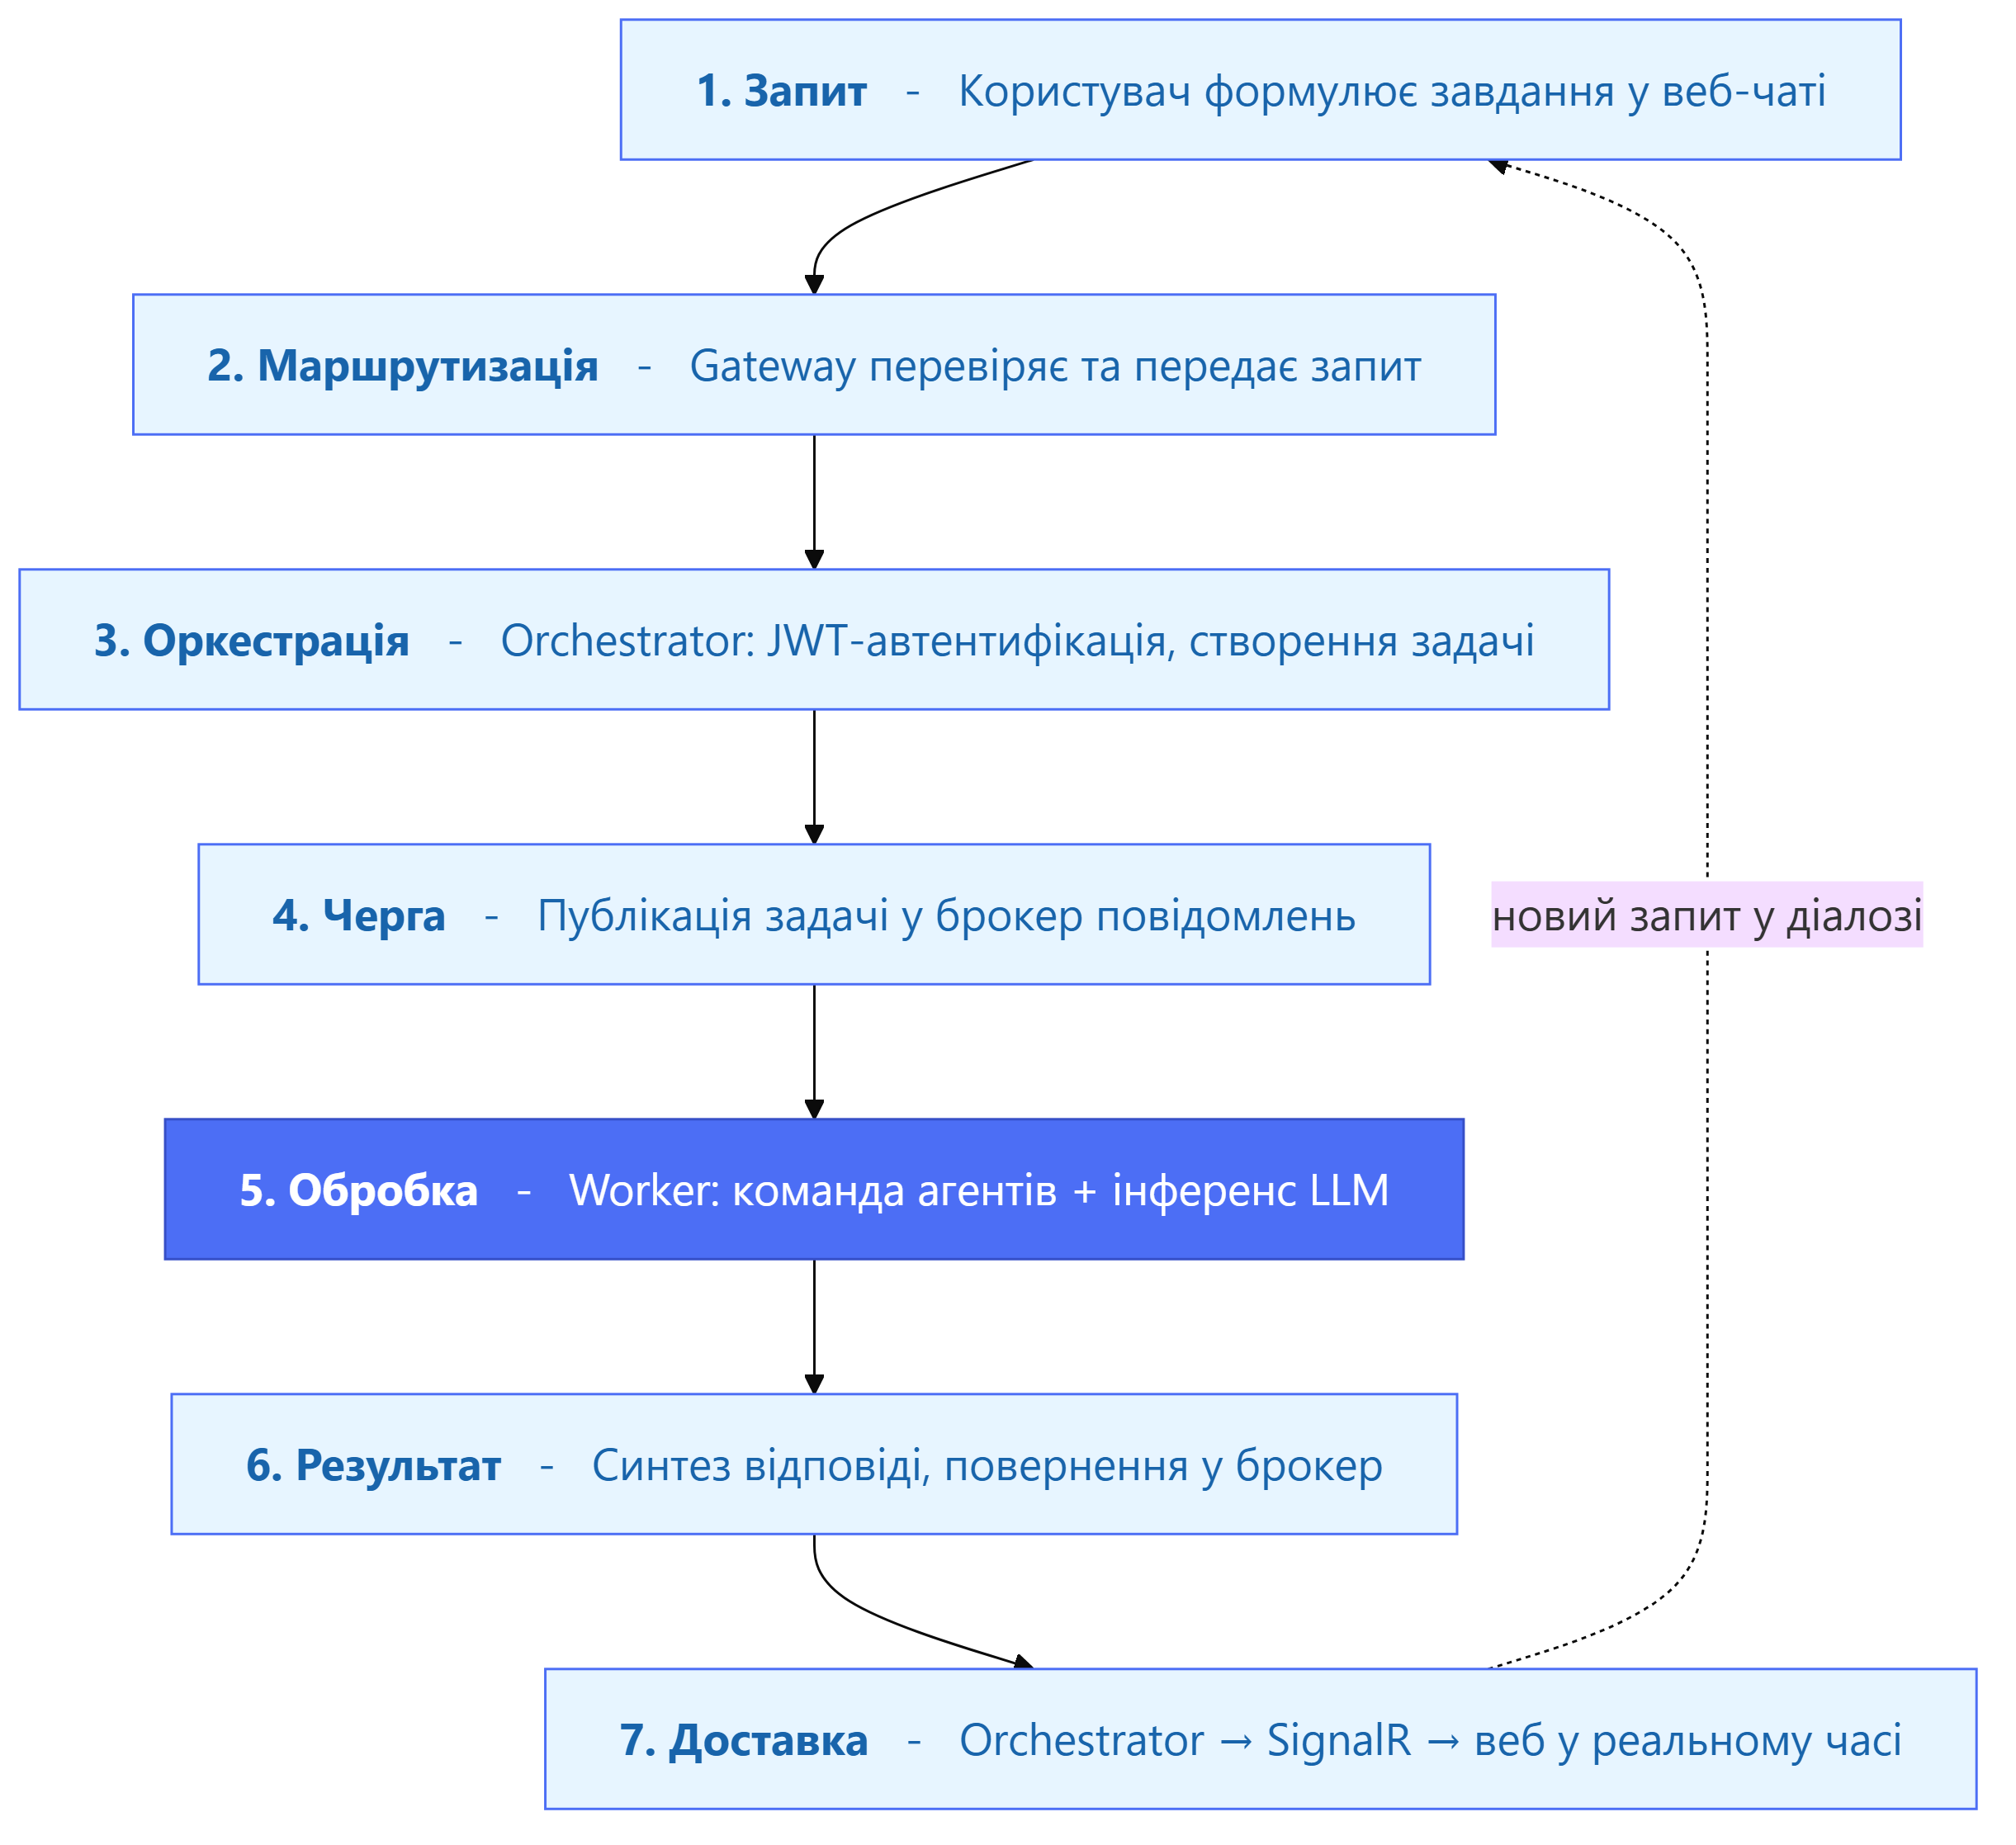 1. Запит - Користувач формулює завдання у веб-чаті
2. Маршрутизація - Gateway перевіряє та передає запит
3. Оркестрація - Orchestrator: JWT-автентифікація, створення задачі
4. Черга - Публікація задачі у брокер повідомлень
новий запит у діалозі
5. Обробка - Worker: команда агентів + інференс LLM
6. Результат - Синтез відповіді, повернення у брокер
7. Доставка - Orchestrator → SignalR → веб у реальному часі